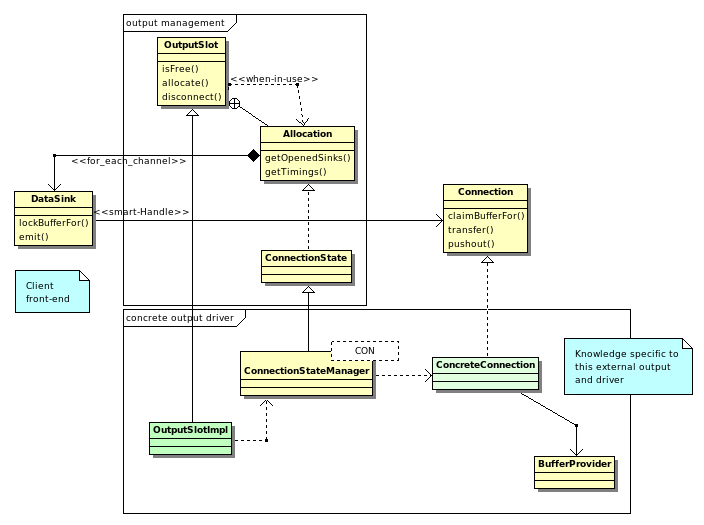 output management
OutputSlot
isFree()
allocate()
disconnect()
<<when-in-use>>
Allocation
getOpenedSinks()
getTimings()
<<for_each_channel>>
DataSink
lockBufferFor()
emit()
<<smart-Handle>>
Connection
claimBufferFor()
transfer()
pushout()
ConnectionState
Client
front-end
concrete output driver
CON
ConnectionStateManager
ConcreteConnection
Knowledge specific to
this external output
and driver
OutputSlotImpl
BufferProvider